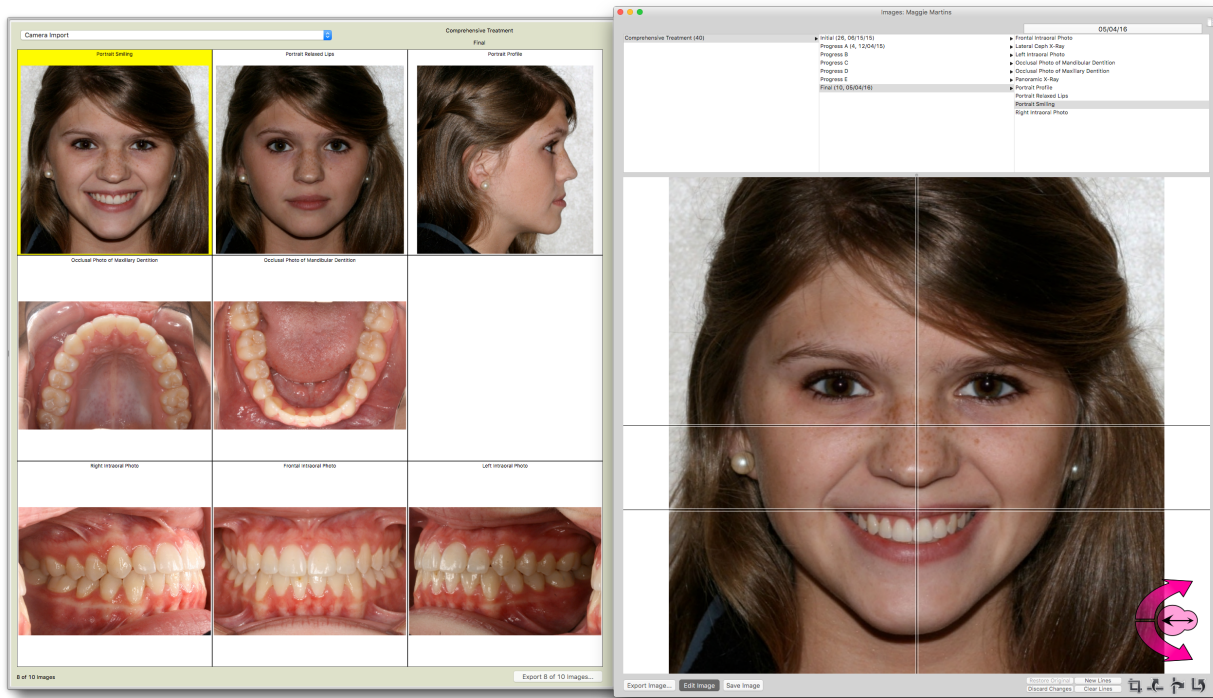 Camera Import
Comprehensive Treatment
Final
Portrait Smiling
Portrait Relaxed Lips
Portrait Profile
Occlusal Photo of Maxillary Dentition
Occlusal Photo of Mandibular Dentition
Right Intraoral Photo
Frontal Intraoral Photo
Left Intraoral Photo
8 of 10 images
Export 8 of 10 Images...
Images: Maggie Martins
05/04/16
Comprehensive Treatment (40)
Initial (26, 06/15/15)
Progress A (4, 12/04/15)
Progress B
Progress C
Progress D
Progress E
Final (10, 05/04/16)
Frontal Intraoral Photo
Lateral Ceph X-Ray
Left Intraoral Photo
Occlusal Photo of Mandibular Dentition
Occlusal Photo of Maxillary Dentition
Panoramic X-Ray
Portrait Profile
Portrait Relaxed Lips
Portrait Smiling
Right Intraoral Photo
Export Image...
Edit Image
Save Image
Restore Original
New Lines
Discard Changes
Clear Lines